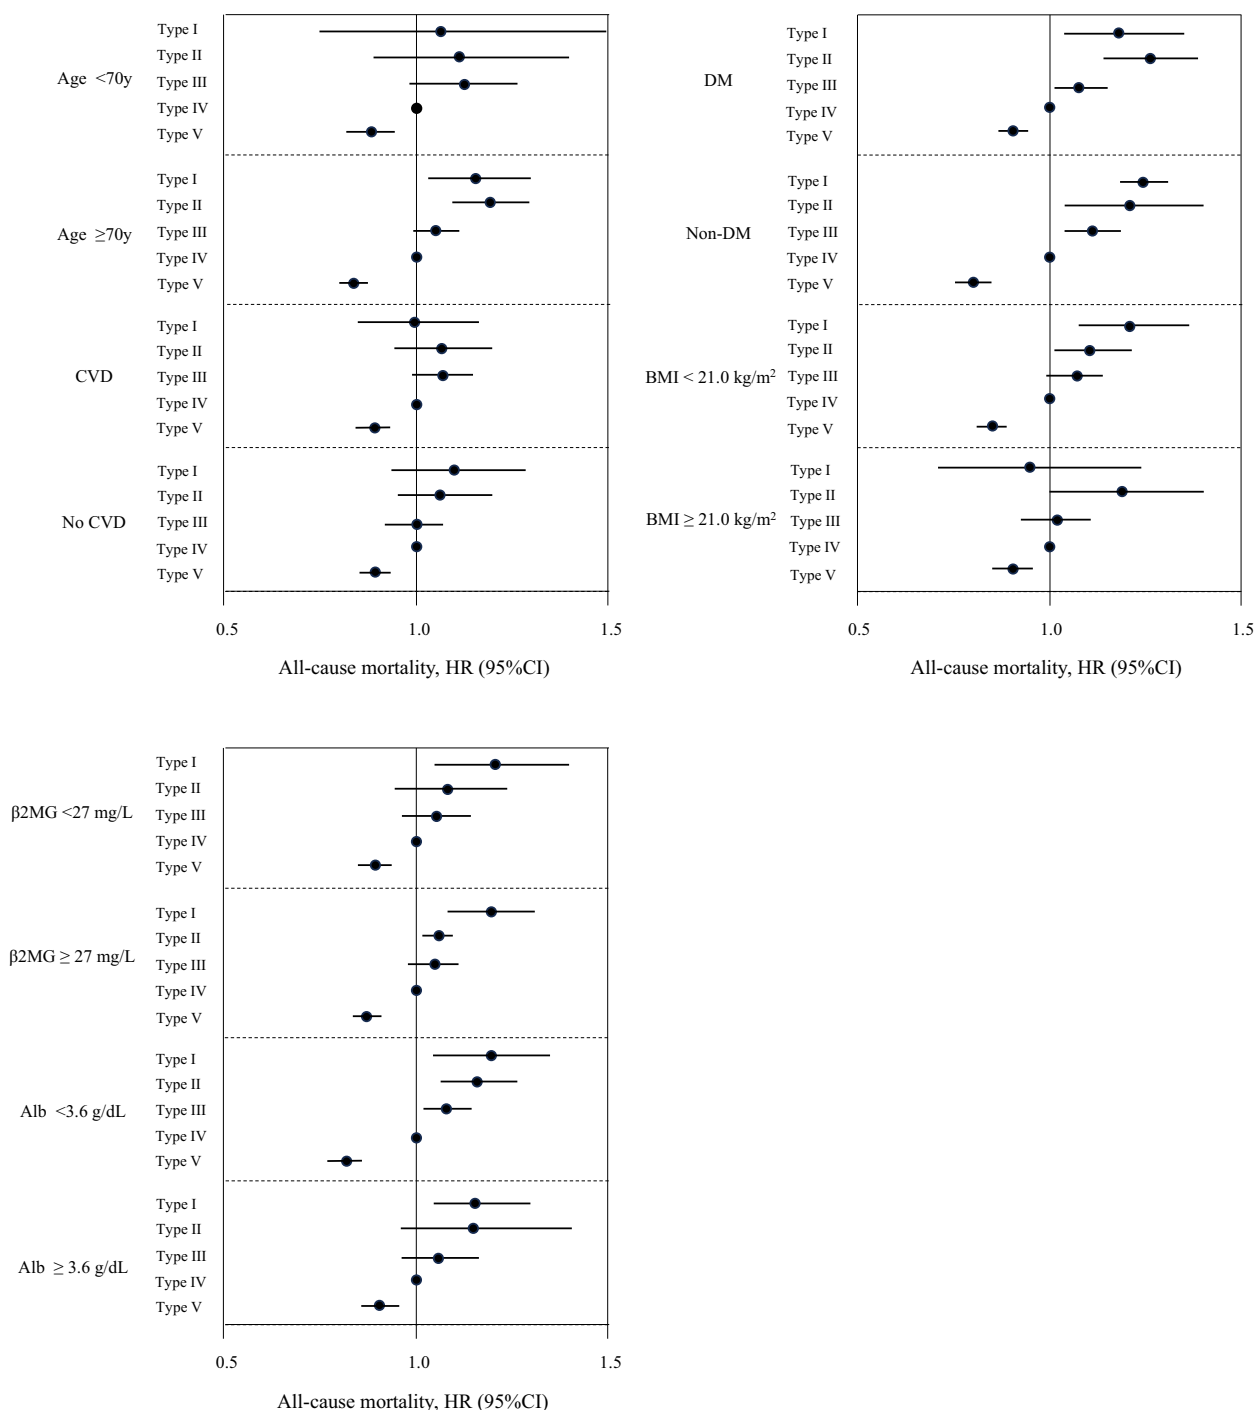 Age <70y
Type I
Type II
Type III
Type IV
Type V
Age ≥70y
Type I
Type II
Type III
Type IV
Type V
CVD
Type I
Type II
Type III
Type IV
Type V
No CVD
Type I
Type II
Type III
Type IV
Type V
0.5 1.0 1.5
All-cause mortality, HR (95%CI)
DM
Type I
Type II
Type III
Type IV
Type V
Non-DM
Type I
Type II
Type III
Type IV
Type V
BMI < 21.0 kg/m²
Type I
Type II
Type III
Type IV
Type V
BMI ≥ 21.0 kg/m²
Type I
Type II
Type III
Type IV
Type V
0.5 1.0 1.5
All-cause mortality, HR (95%CI)
β2MG <27 mg/L
Type I
Type II
Type III
Type IV
Type V
β2MG ≥ 27 mg/L
Type I
Type II
Type III
Type IV
Type V
Alb <3.6 g/dL
Type I
Type II
Type III
Type IV
Type V
Alb ≥ 3.6 g/dL
Type I
Type II
Type III
Type IV
Type V
0.5 1.0 1.5
All-cause mortality, HR (95%CI)